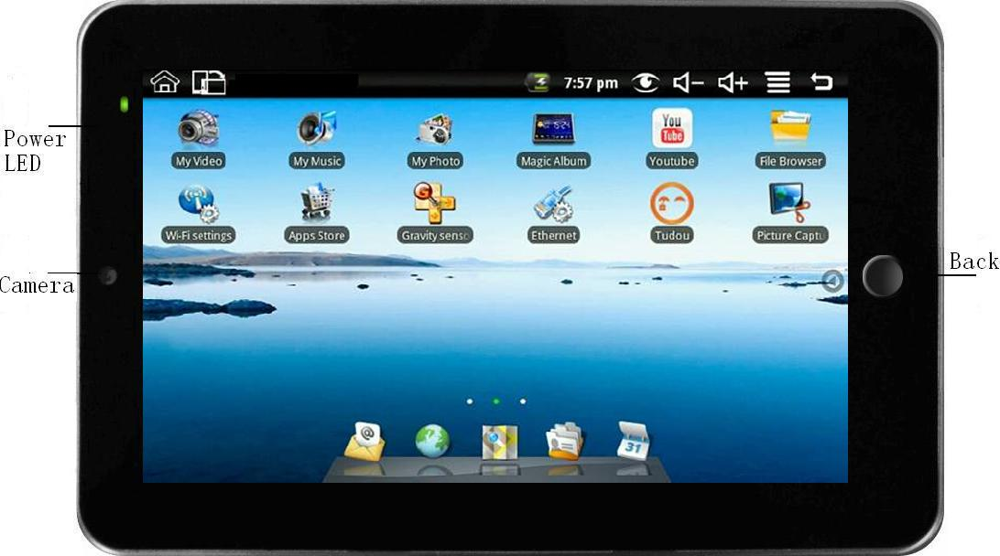 7:57 pm
Power
LED
You
Tube
My Video
My Music
My Photo
Magic Album
Youtube
File Browser
G
Wi-Fi settings
Apps Store
Gravity senso
Ethernet
Tudou
Picture Captu
Camera
Back
@
31